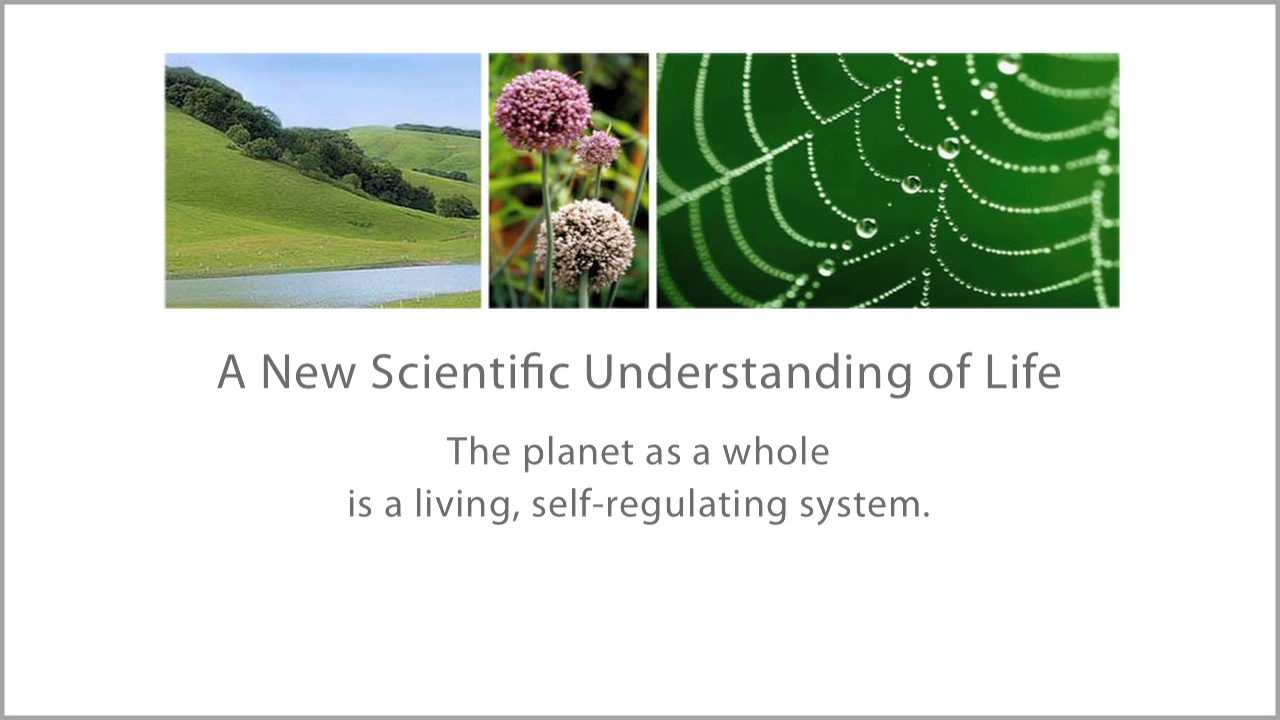 A New Scientific Understanding of Life
The planet as a whole
is a living, self-regulating system.